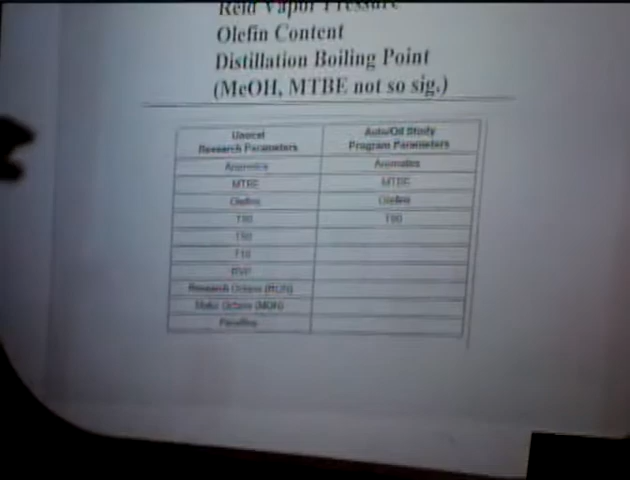 Reid Vapor Pressure
Olefin Content
Distillation Boiling Point
(MeOH, MTBE not so sig.)
Unocal Auto/Oil Study
Research Parameters Program Parameters
Aromatics Aromatics
MTBE MTBE
Olefins Olefins
T90 T90
T50
T10
RVP
Research Octane (RON)
Motor Octane (MON)
Paraffins